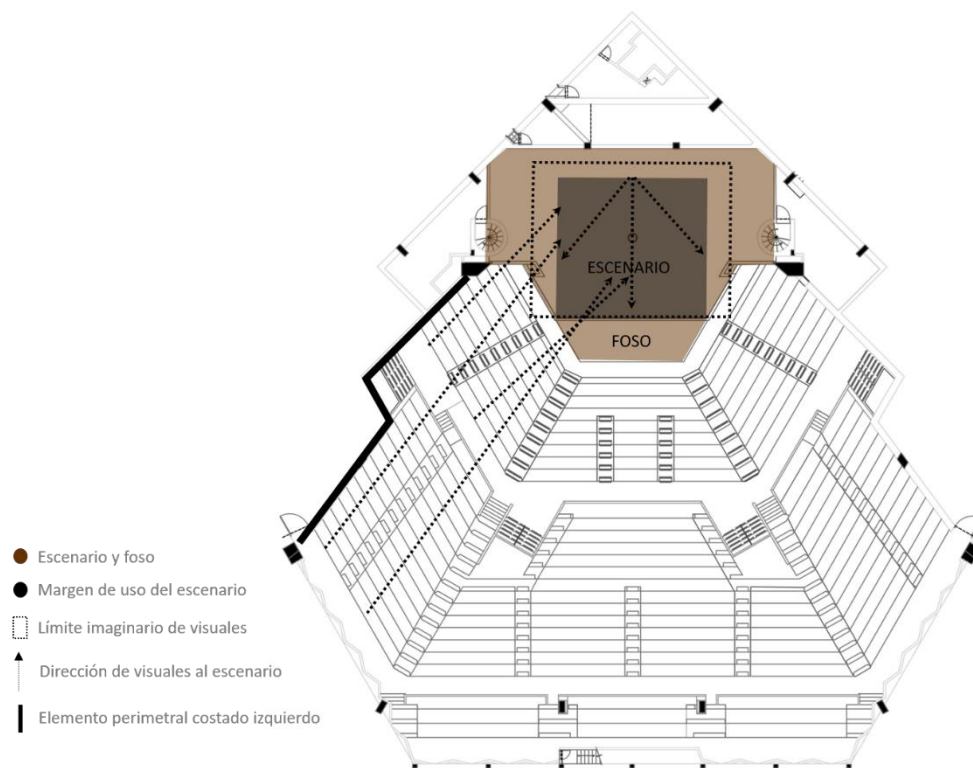 ESCENARIO
FOSO
Escenario y foso
Margen de uso del escenario
Límite imaginario de visuales
Dirección de visuales al escenario
Elemento perimetral costado izquierdo